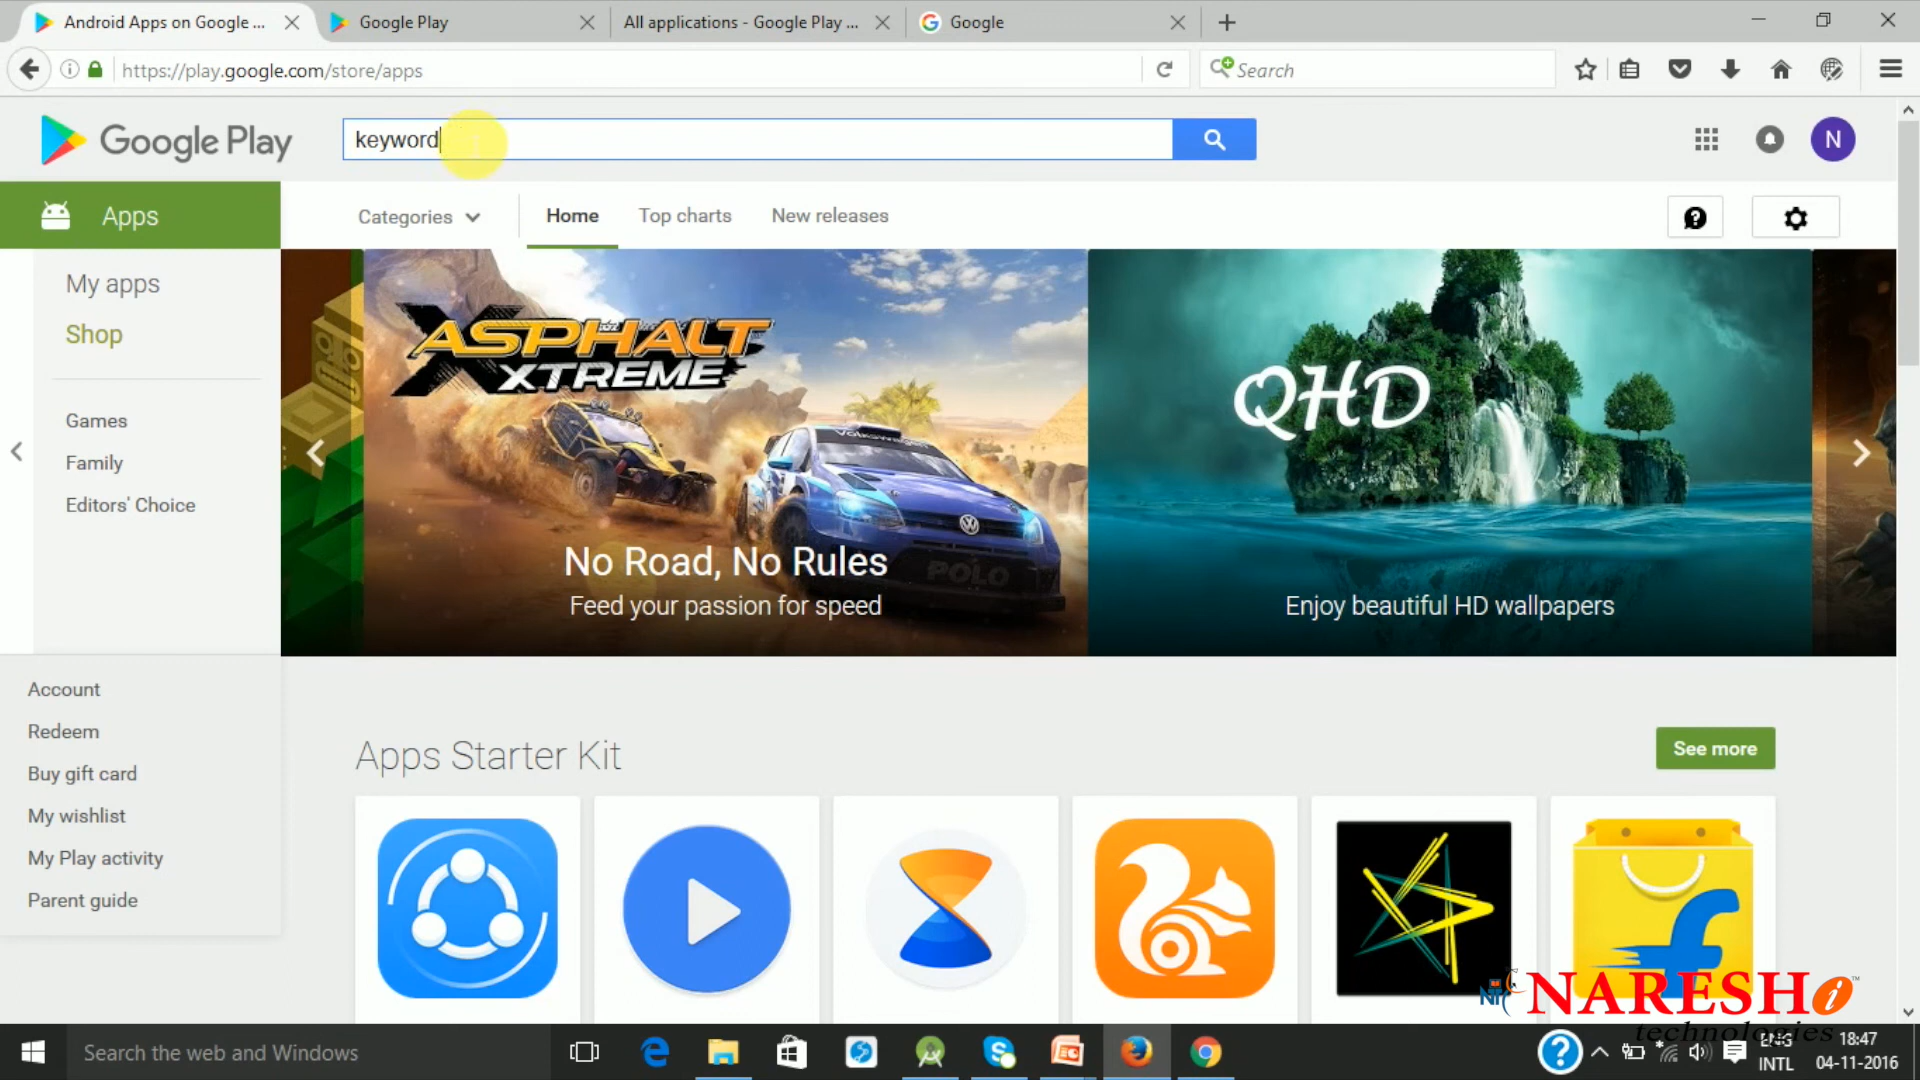 Android Apps on Google ...
Google Play
All applications - Google Play ...
Google
https://play.google.com/store/apps
Search
Google Play
keyword
N
Apps
Categories
Home
Top charts
New releases
My apps
Shop
Games
Family
Editors' Choice
ASPHALT
XTREME
Volkswagen
POLO
No Road, No Rules
Feed your passion for speed
QHD
Enjoy beautiful HD wallpapers
Account
Redeem
Buy gift card
My wishlist
My Play activity
Parent guide
Apps Starter Kit
See more
NARESH i
technologies
Search the web and Windows
ENG
INTL
18:47
04-11-2016